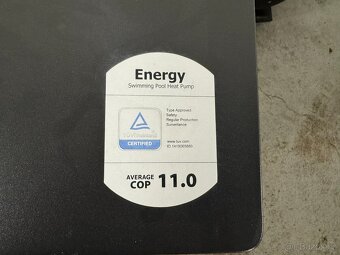 Energy
Swimming Pool Heat Pump
Type Approved
Safety
Regular Production
Surveillance
www.tuv.com
CERTIFIED
AVERAGE
COP 11.0